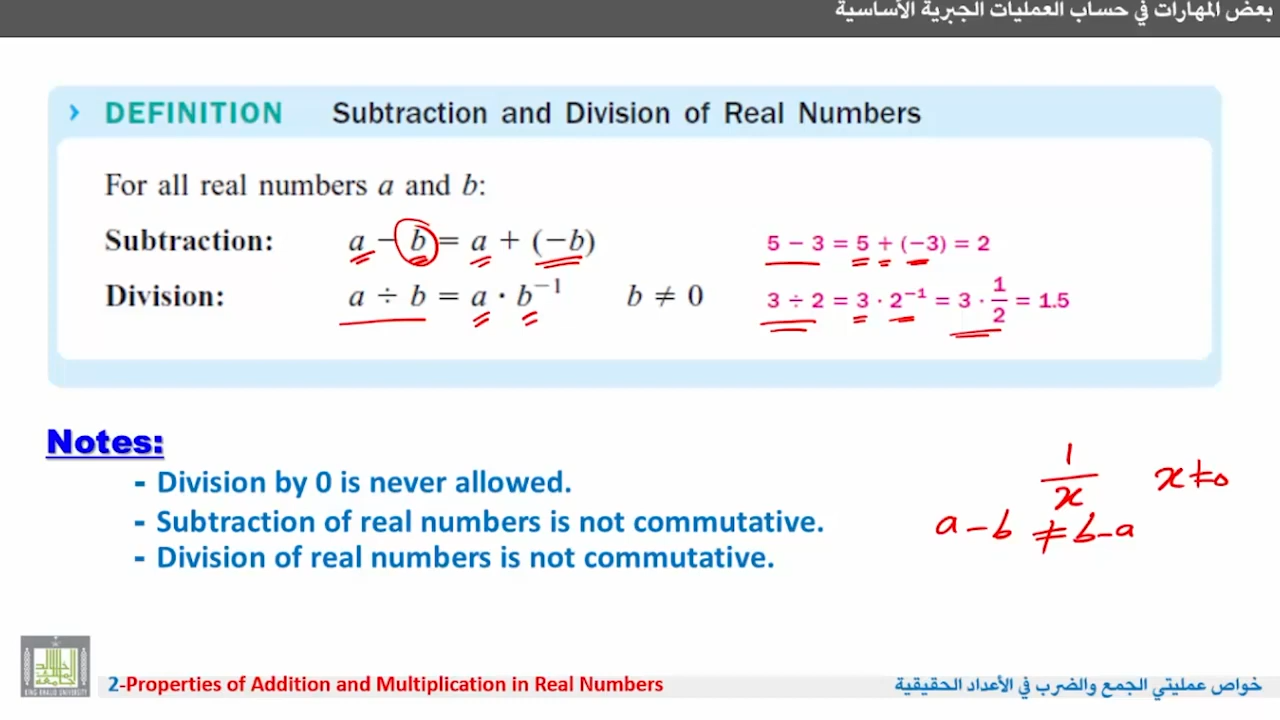 بعض المهارات في حساب العمليات الجبرية الأساسية
› DEFINITION Subtraction and Division of Real Numbers
For all real numbers a and b:
Subtraction: a − b = a + (−b) 5 − 3 = 5 + (−3) = 2
Division: a ÷ b = a · b⁻¹ b ≠ 0 3 ÷ 2 = 3 · 2⁻¹ = 3 · 1/2 = 1.5
Notes:
- Division by 0 is never allowed.
1/x x≠0
- Subtraction of real numbers is not commutative.
a − b ≠ b − a
- Division of real numbers is not commutative.
KING KHALID UNIVERSITY
2-Properties of Addition and Multiplication in Real Numbers
خواص عمليتي الجمع والضرب في الأعداد الحقيقية